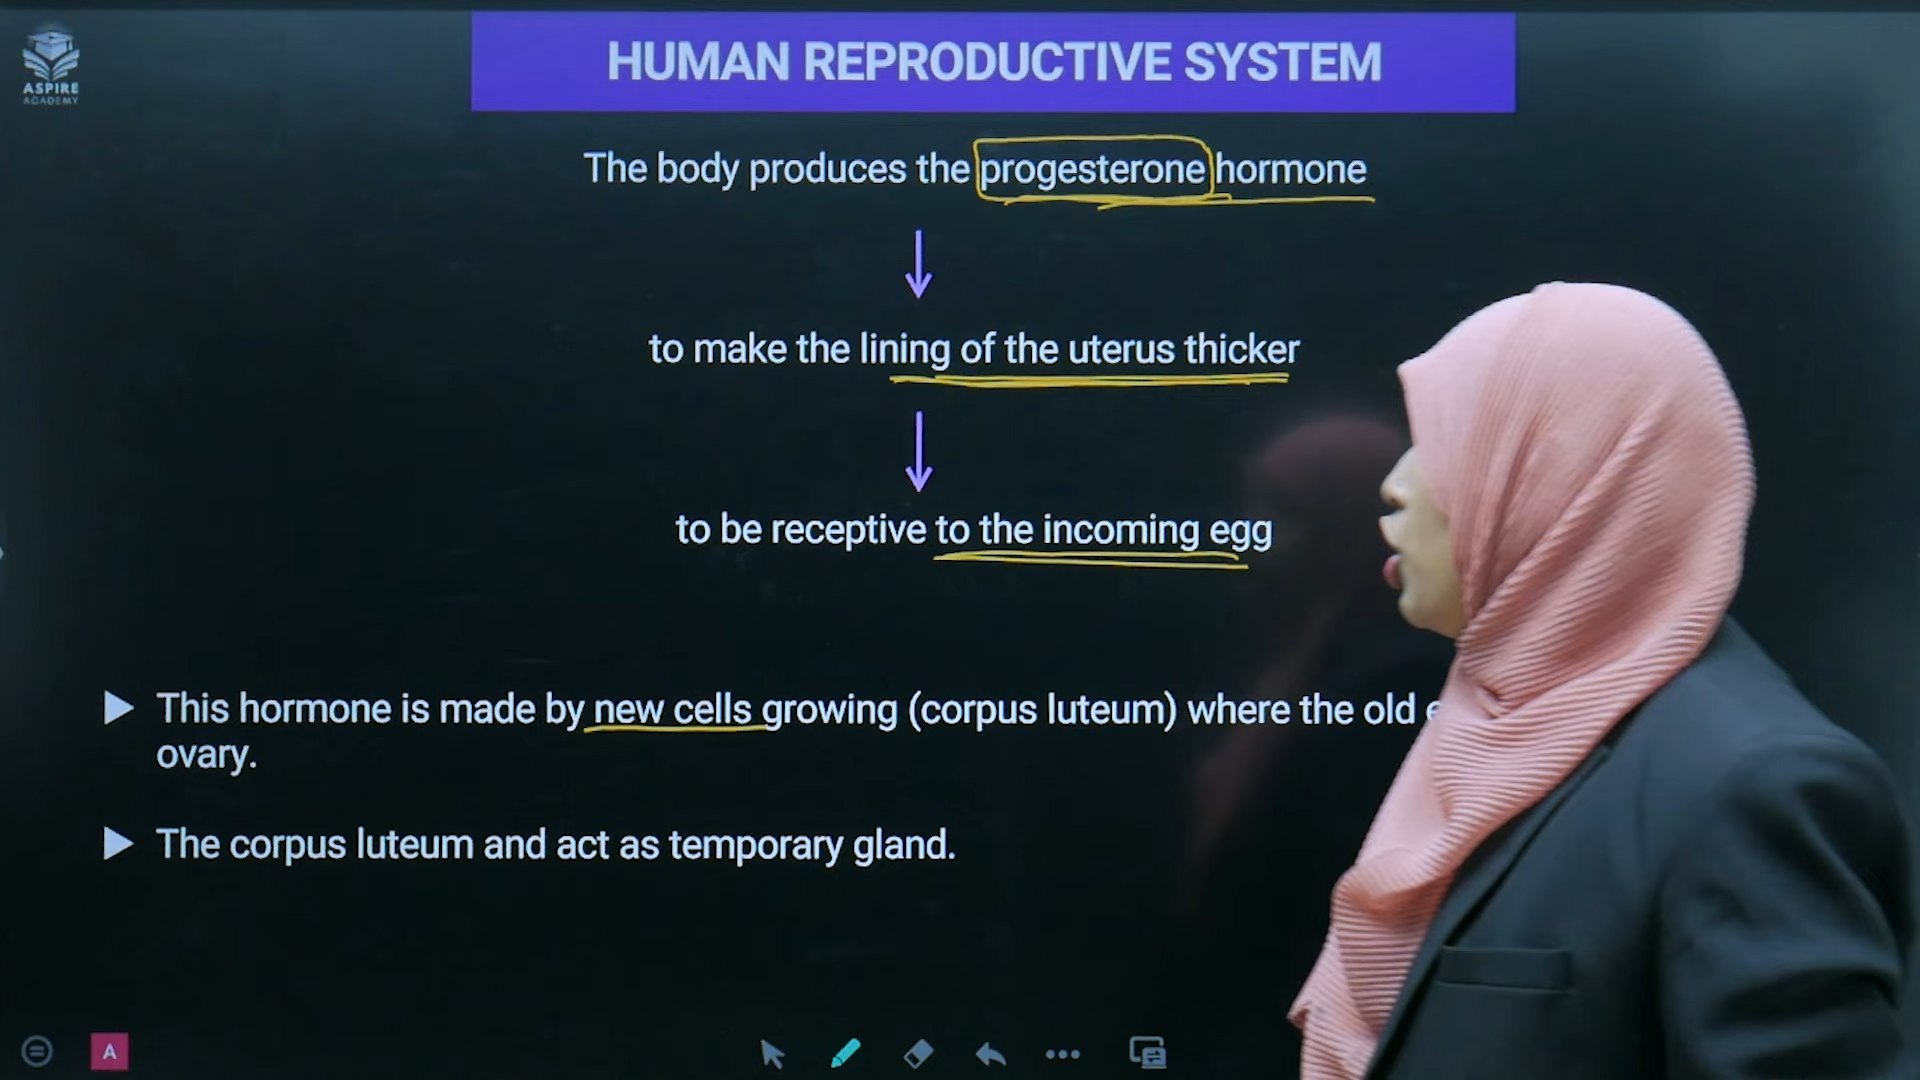 ASPIRE
ACADEMY
HUMAN REPRODUCTIVE SYSTEM
The body produces the progesterone hormone
to make the lining of the uterus thicker
to be receptive to the incoming egg
This hormone is made by new cells growing (corpus luteum) where the old
ovary.
The corpus luteum and act as temporary gland.
A